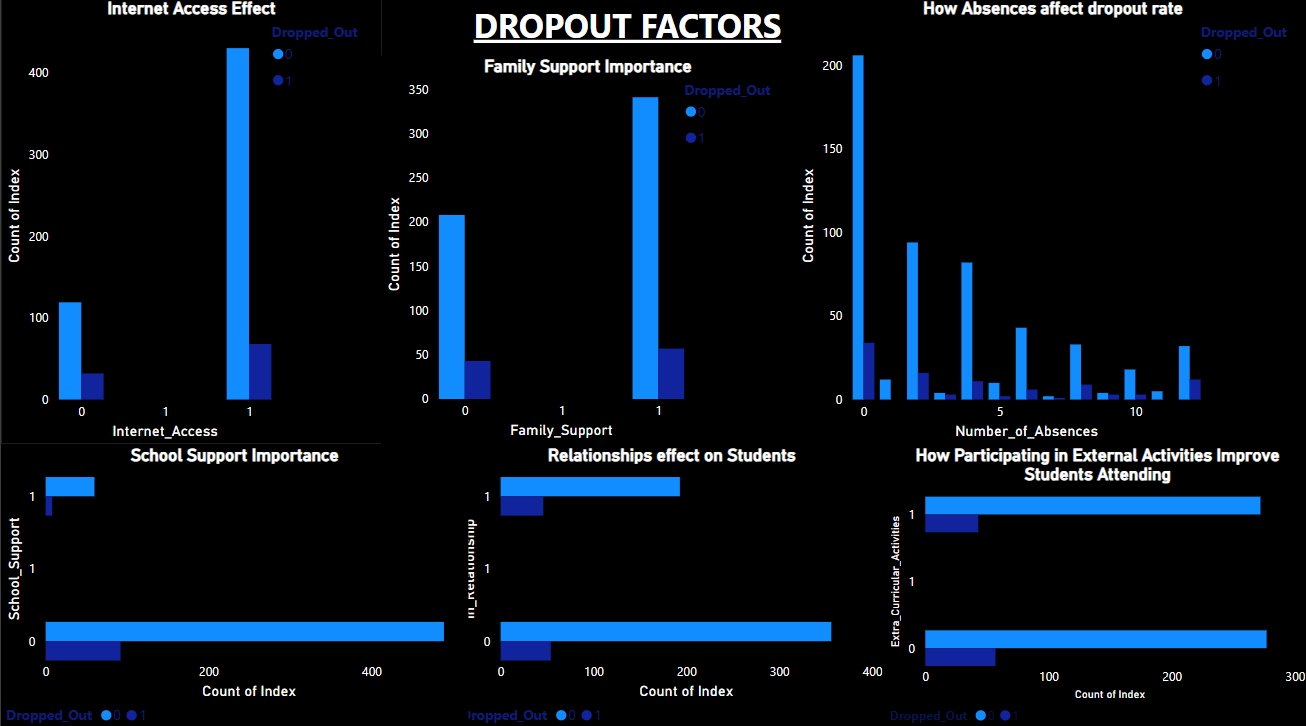 DROPOUT FACTORS
Internet Access Effect
Dropped_Out
0
1
400
300
200
100
0
Count of Index
0 1 1
Internet_Access
Family Support Importance
Dropped_Out
0
1
350
300
250
200
150
100
50
0
Count of Index
0 1 1
Family_Support
How Absences affect dropout rate
Dropped_Out
0
1
200
150
100
50
0
Count of Index
0 5 10
Number_of_Absences
School Support Importance
School_Support
1
1
0
0 200 400
Count of Index
Dropped_Out 0 1
Relationships effect on Students
In_Relationship
1
1
0
0 100 200 300 400
Count of Index
Dropped_Out 0 1
How Participating in External Activities Improve
Students Attending
Extra_Curricular_Activities
1
1
0
0 100 200 300
Count of Index
Dropped_Out 0 1